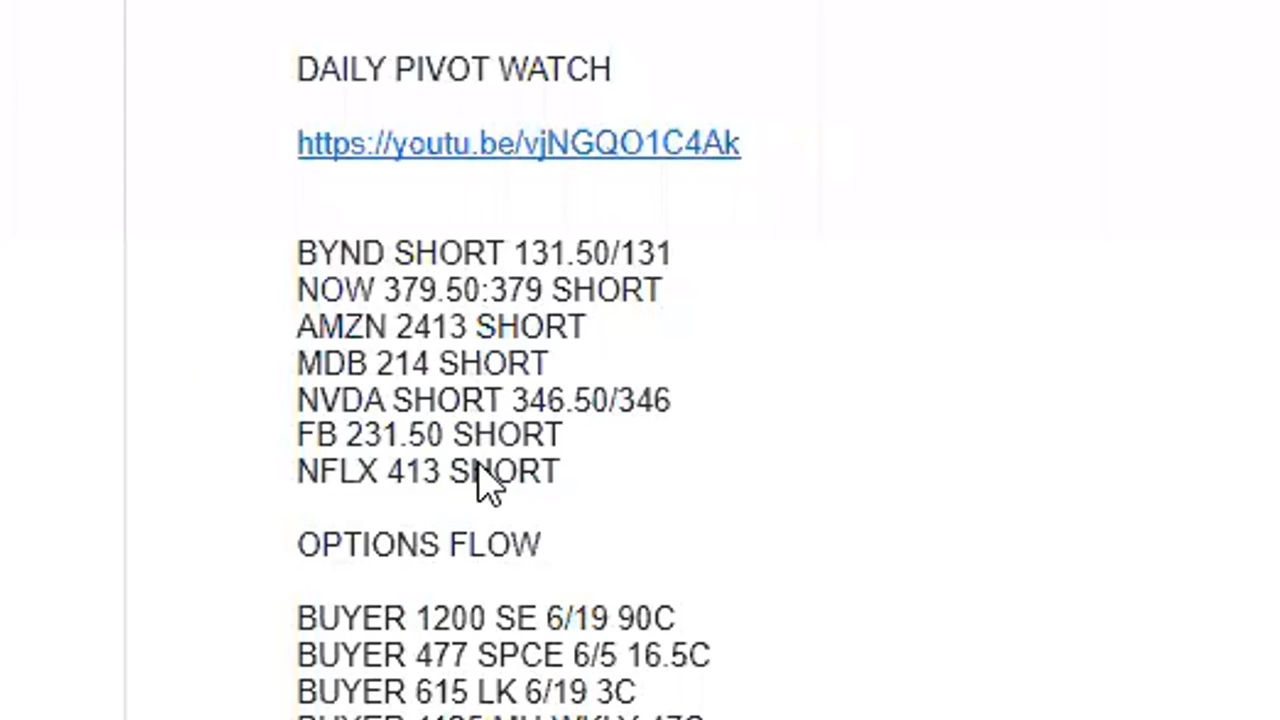 DAILY PIVOT WATCH
https://youtu.be/vjNGQO1C4Ak
BYND SHORT 131.50/131
NOW 379.50:379 SHORT
AMZN 2413 SHORT
MDB 214 SHORT
NVDA SHORT 346.50/346
FB 231.50 SHORT
NFLX 413 SHORT
OPTIONS FLOW
BUYER 1200 SE 6/19 90C
BUYER 477 SPCE 6/5 16.5C
BUYER 615 LK 6/19 3C
BUYER